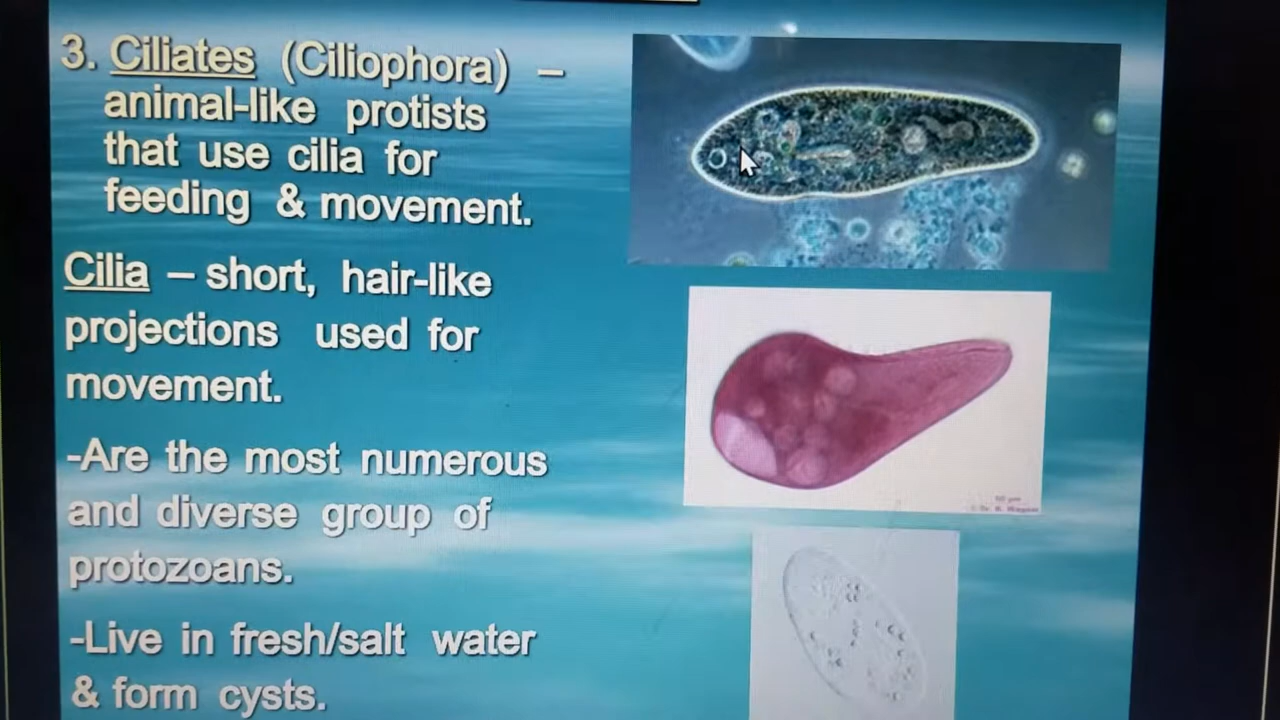 3. Ciliates (Ciliophora) –
animal-like protists
that use cilia for
feeding & movement.
Cilia – short, hair-like
projections used for
movement.
-Are the most numerous
and diverse group of
protozoans.
-Live in fresh/salt water
& form cysts.